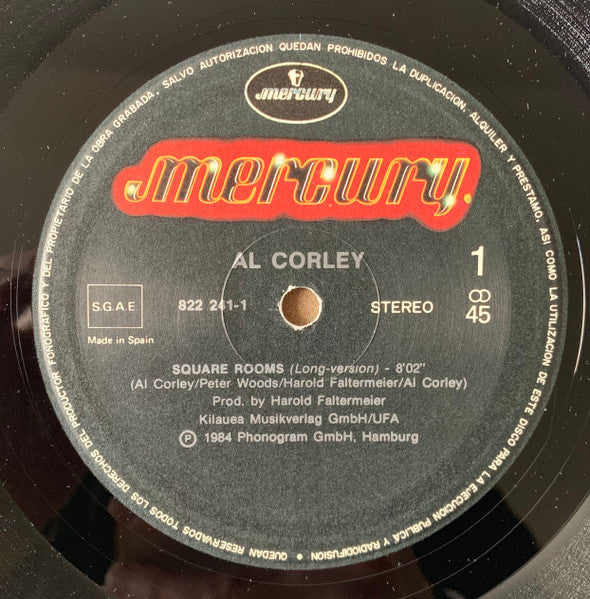 QUEDAN RESERVADOS TODOS LOS DERECHOS DEL PRODUCTOR FONOGRAFICO Y DEL PROPIETARIO DE LA OBRA GRABADA. SALVO AUTORIZACION QUEDAN PROHIBIDOS LA DUPLICACION, ALQUILER Y PRESTAMO, ASI COMO LA UTILIZACION DE ESTE DISCO PARA LA EJECUCION PUBLICA Y RADIODIFUSION •
mercury
mercury.
AL CORLEY
1
S.G.A.E
822 241-1
STEREO
45
Made in Spain
SQUARE ROOMS (Long-version) - 8'02"
(Al Corley/Peter Woods/Harold Faltermeier/Al Corley)
Prod. by Harold Faltermeier
Kilauea Musikverlag GmbH/UFA
Ⓟ 1984 Phonogram GmbH, Hamburg